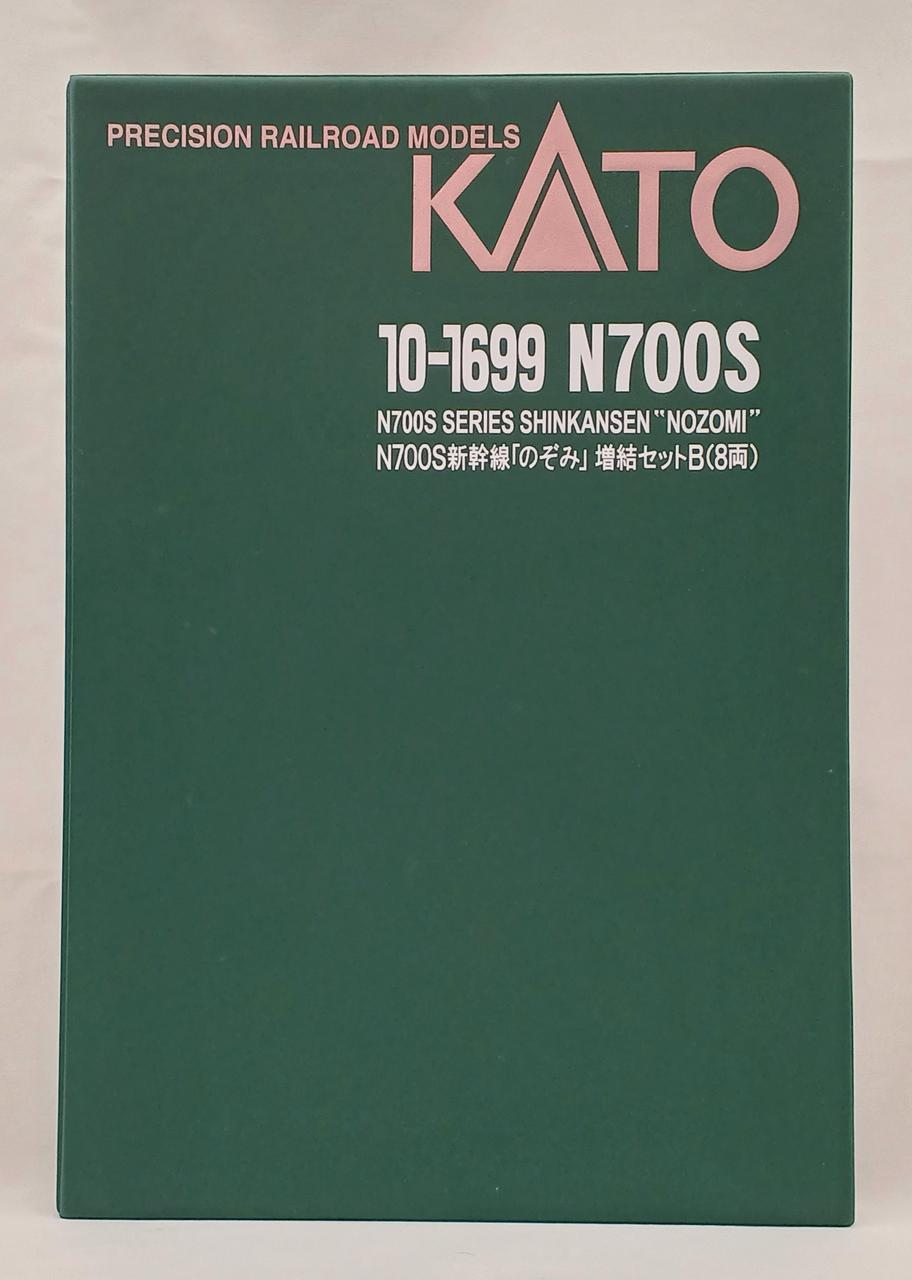 PRECISION RAILROAD MODELS
KATO
10-1699 N700S
N700S SERIES SHINKANSEN "NOZOMI"
N700S新幹線「のぞみ」増結セットB(8両)